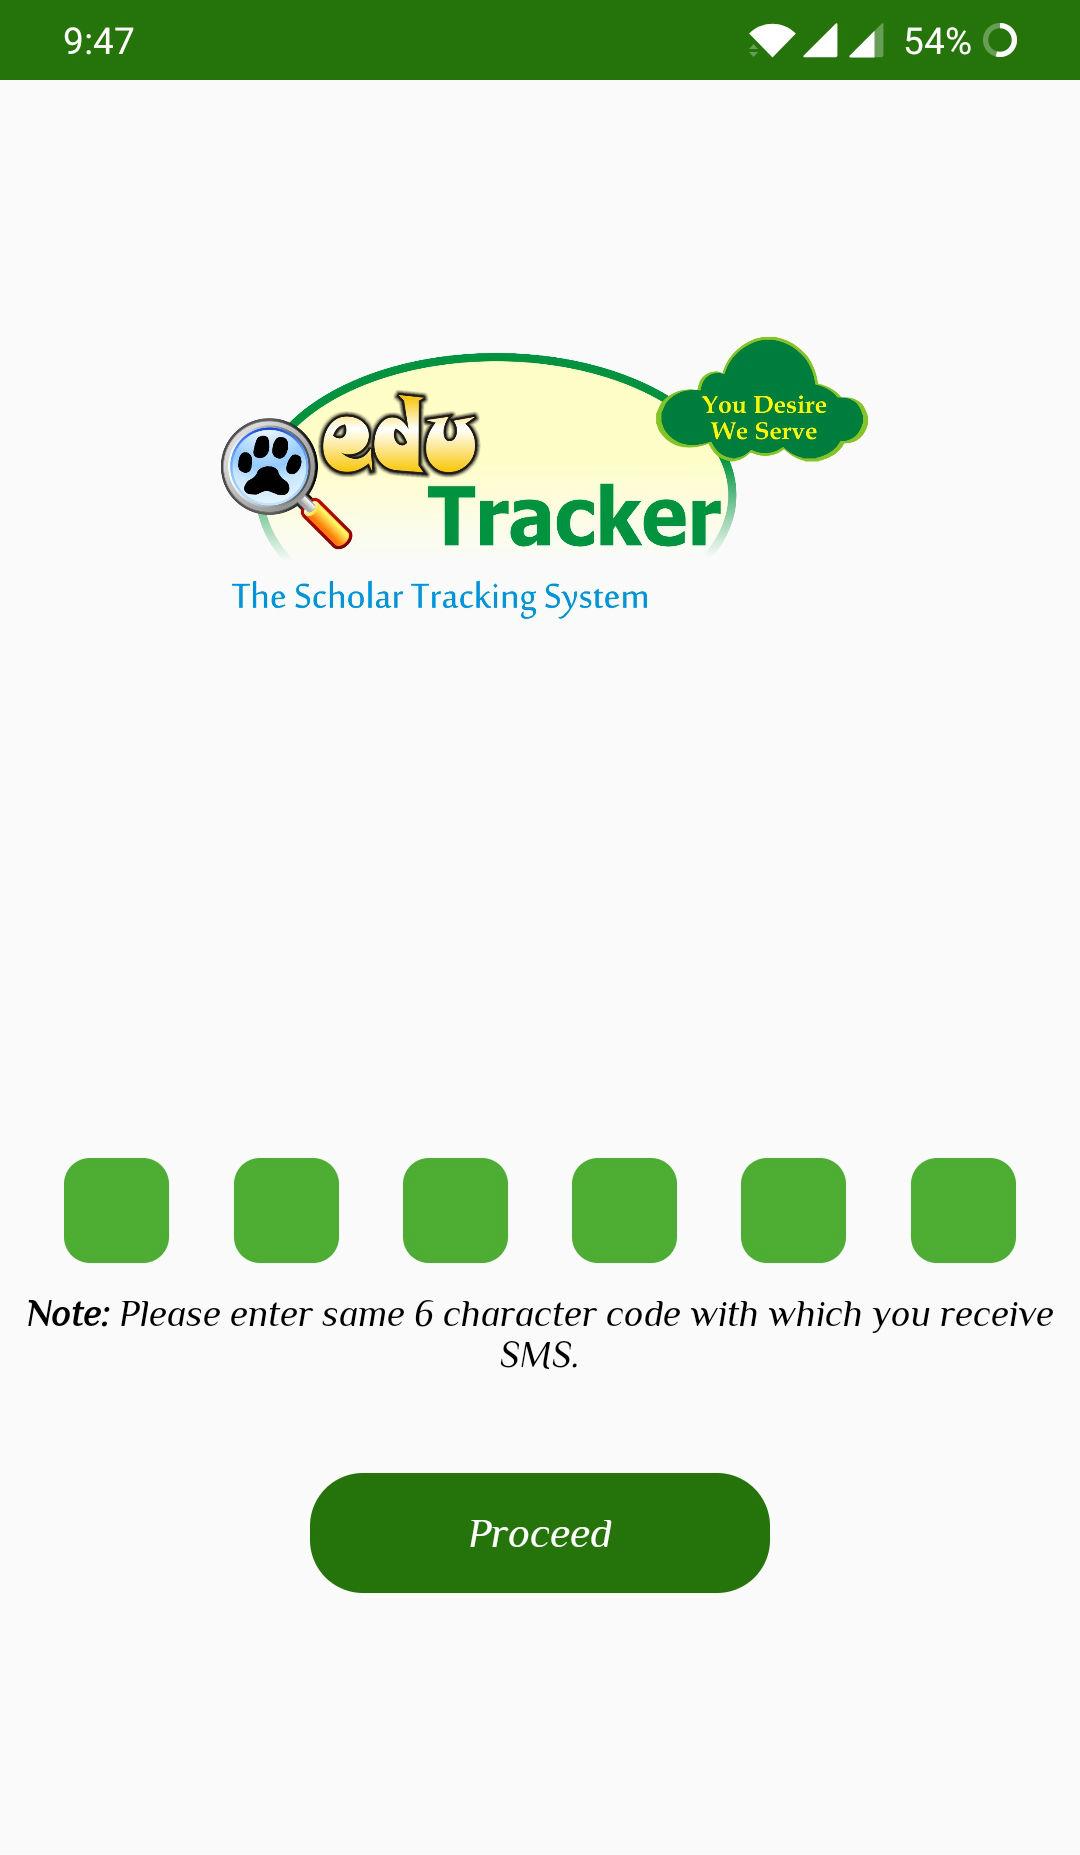 9:47
54%
You Desire
We Serve
edu
Tracker
The Scholar Tracking System
Note: Please enter same 6 character code with which you receive
SMS.
Proceed